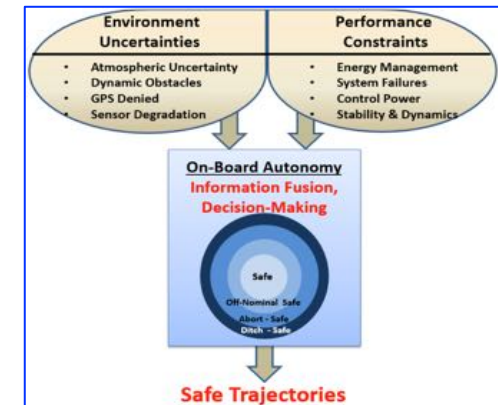 Environment
Uncertainties
• Atmospheric Uncertainty
• Dynamic Obstacles
• GPS Denied
• Sensor Degradation
Performance
Constraints
• Energy Management
• System Failures
• Control Power
• Stability & Dynamics
On-Board Autonomy
Information Fusion,
Decision-Making
Safe
Off-Nominal Safe
Abort - Safe
Ditch - Safe
Safe Trajectories